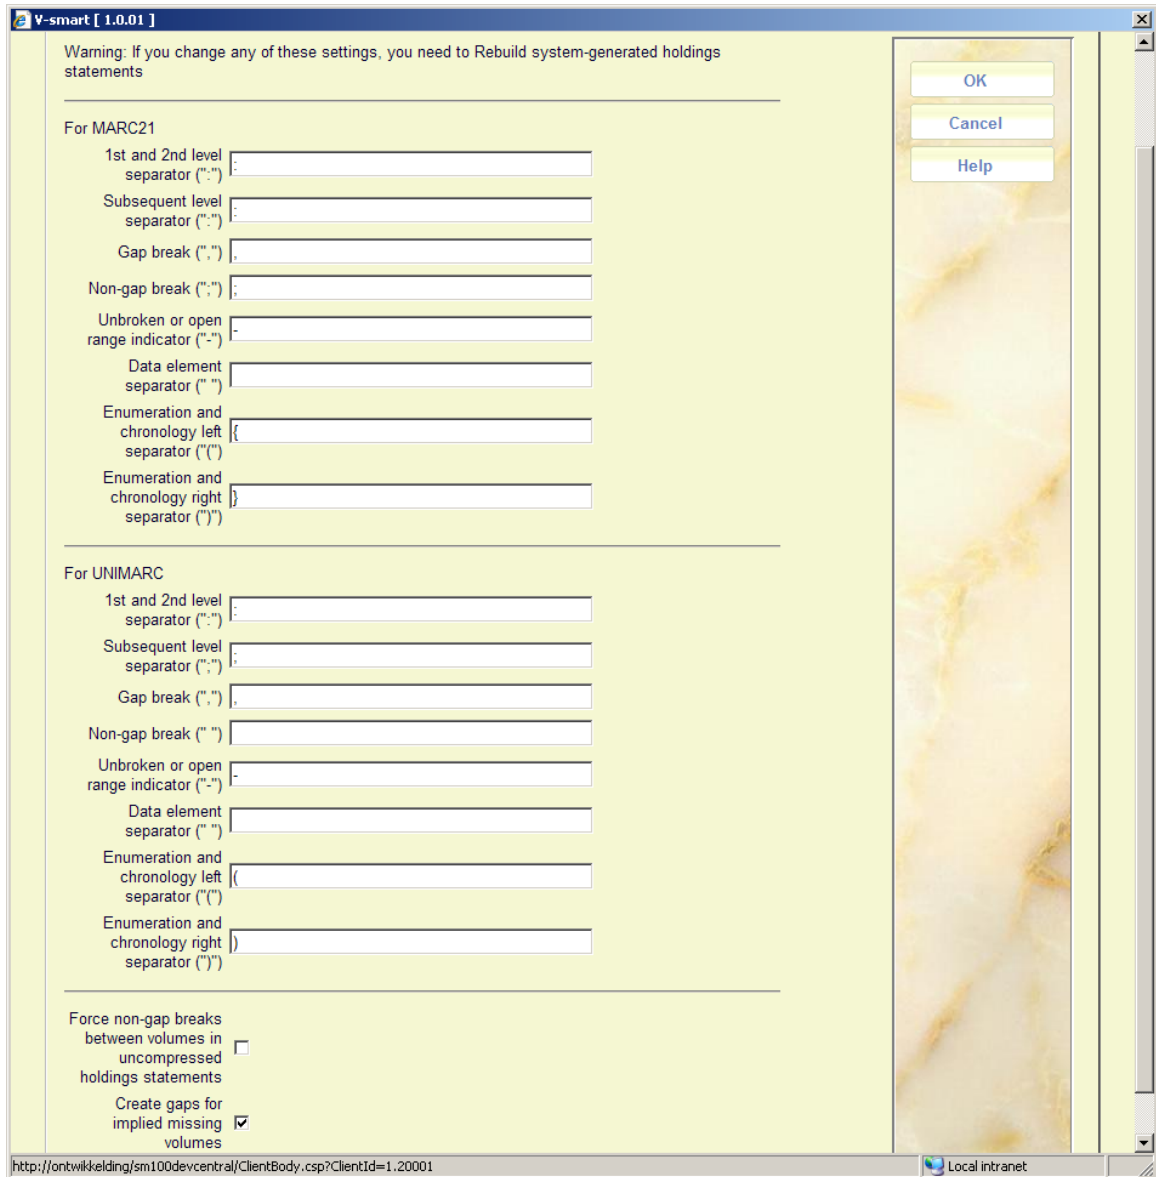 V-smart [ 1.0.01 ]
Warning: If you change any of these settings, you need to Rebuild system-generated holdings
statements
OK
Cancel
Help
For MARC21
1st and 2nd level
separator (":")
:
Subsequent level
separator (":")
:
Gap break (",")
,
Non-gap break (";")
;
Unbroken or open
range indicator ("-")
-
Data element
separator (" ")
Enumeration and
chronology left
separator ("(")
{
Enumeration and
chronology right
separator (")")
}
For UNIMARC
1st and 2nd level
separator (":")
:
Subsequent level
separator (";")
;
Gap break (",")
,
Non-gap break (" ")
Unbroken or open
range indicator ("-")
-
Data element
separator (" ")
Enumeration and
chronology left
separator ("(")
(
Enumeration and
chronology right
separator (")")
)
Force non-gap breaks
between volumes in
uncompressed
holdings statements
Create gaps for
implied missing
volumes
http://ontwikkelding/sm100devcentral/ClientBody.csp?ClientId=1.20001
Local intranet